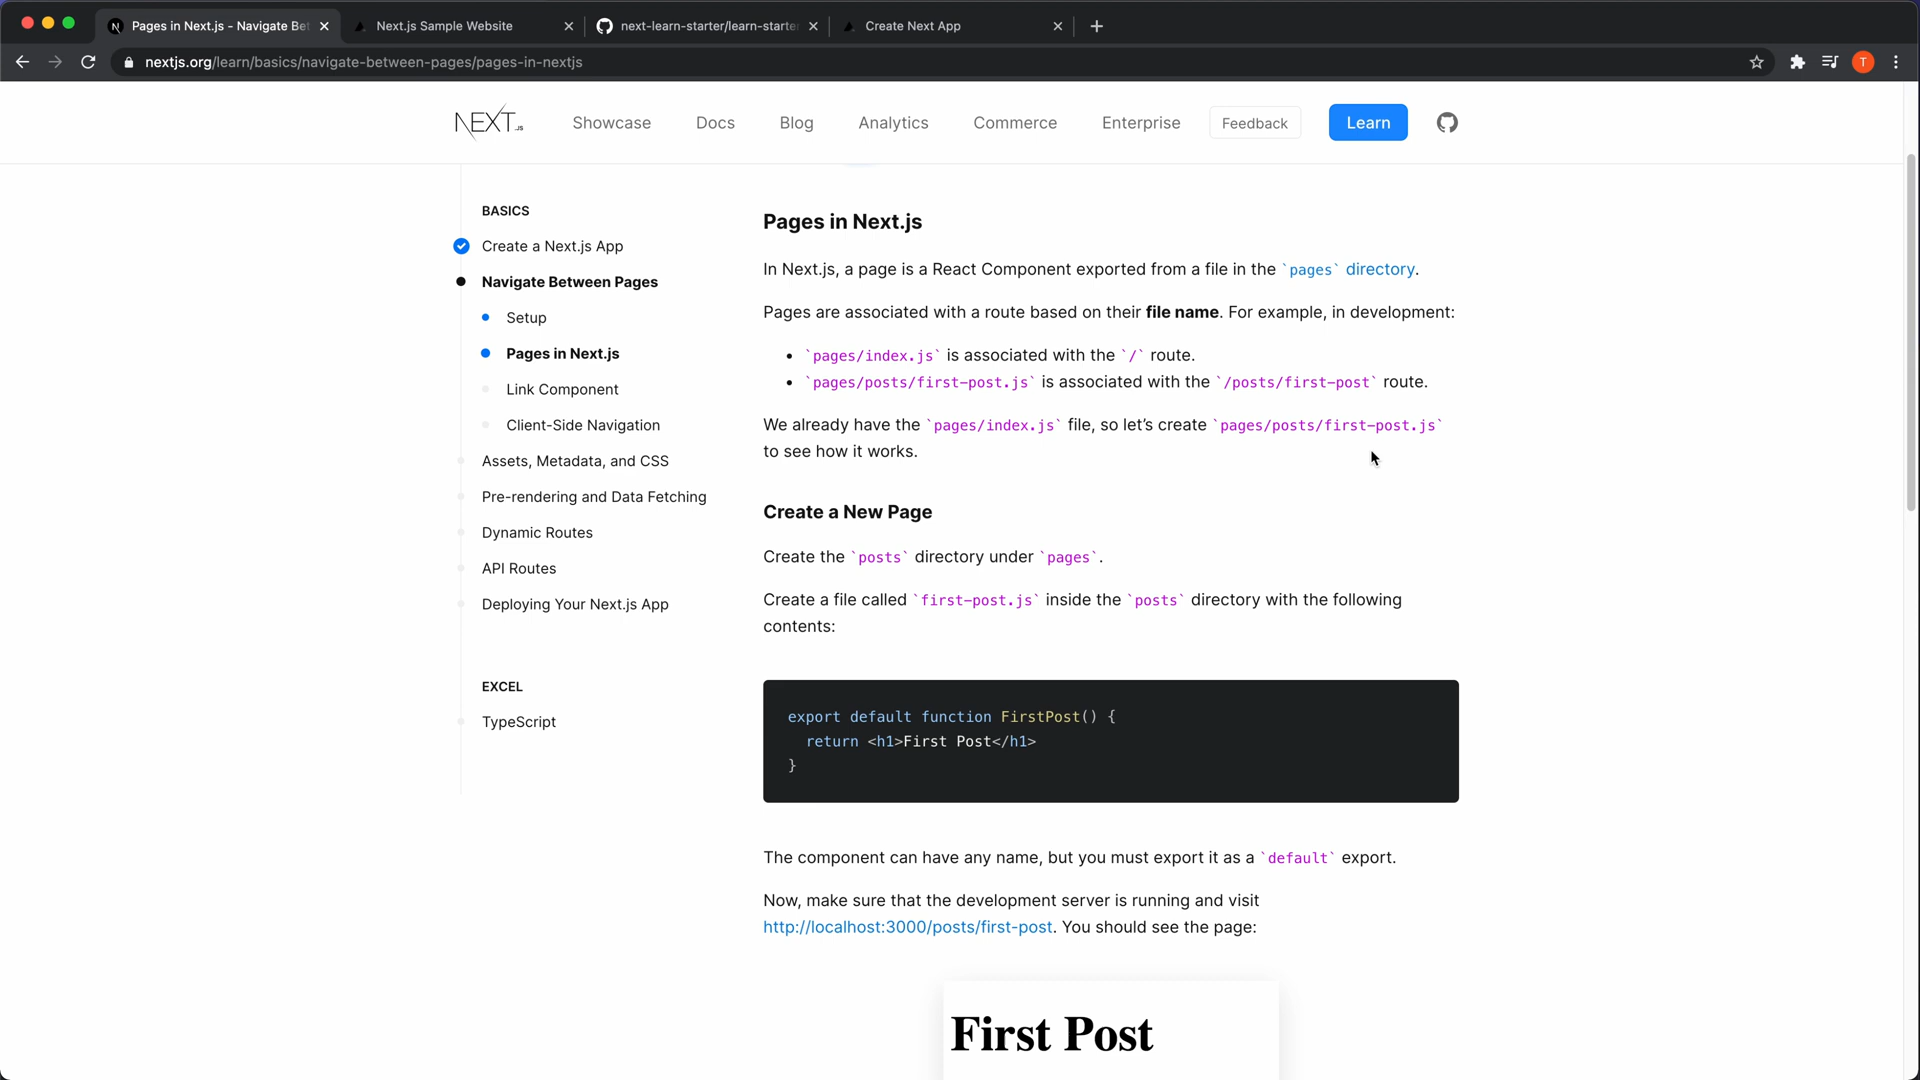 Pages in Next.js - Navigate Bet
Next.js Sample Website
next-learn-starter/learn-starter
Create Next App
nextjs.org/learn/basics/navigate-between-pages/pages-in-nextjs
T
NEXT.JS
Showcase
Docs
Blog
Analytics
Commerce
Enterprise
Feedback
Learn
BASICS
Create a Next.js App
Navigate Between Pages
Setup
Pages in Next.js
Link Component
Client-Side Navigation
Assets, Metadata, and CSS
Pre-rendering and Data Fetching
Dynamic Routes
API Routes
Deploying Your Next.js App
EXCEL
TypeScript
Pages in Next.js
In Next.js, a page is a React Component exported from a file in the `pages` directory.
Pages are associated with a route based on their file name. For example, in development:
• `pages/index.js` is associated with the `/` route.
• `pages/posts/first-post.js` is associated with the `/posts/first-post` route.
We already have the `pages/index.js` file, so let’s create `pages/posts/first-post.js`
to see how it works.
Create a New Page
Create the `posts` directory under `pages`.
Create a file called `first-post.js` inside the `posts` directory with the following
contents:
export default function FirstPost() {
  return <h1>First Post</h1>
}
The component can have any name, but you must export it as a `default` export.
Now, make sure that the development server is running and visit
http://localhost:3000/posts/first-post. You should see the page:
First Post